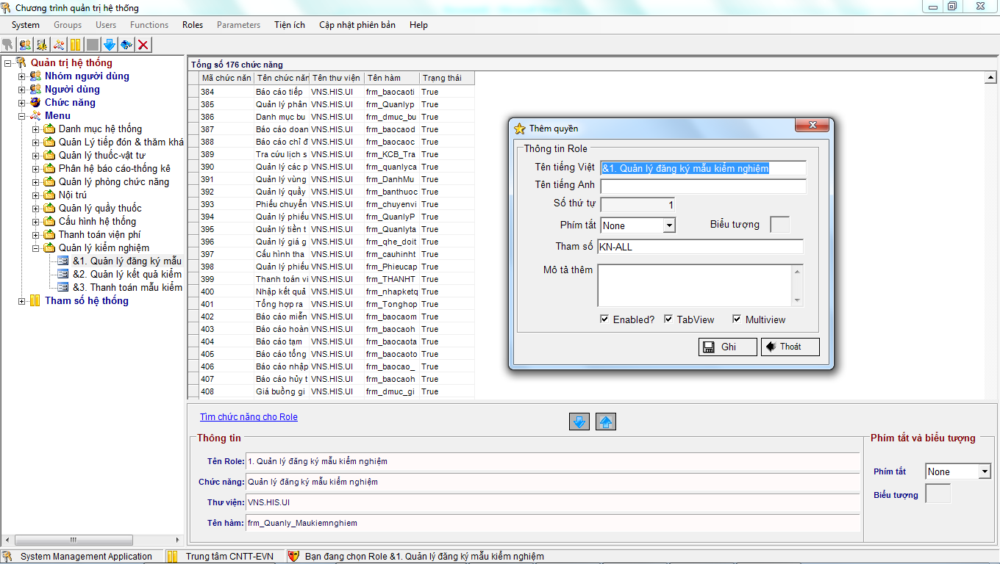 Chương trình quản trị hệ thống
System Groups Users Functions Roles Parameters Tiện ích Cập nhật phiên bản Help
Quản trị hệ thống
Nhóm người dùng
Người dùng
Chức năng
Menu
Danh mục hệ thống
Quản Lý tiếp đón & thăm khá
Quản lý thuốc-vật tư
Phân hệ báo cáo-thống kê
Quản lý phòng chức năng
Nội trú
Quản lý quầy thuốc
Cấu hình hệ thống
Thanh toán viện phí
Quản lý kiểm nghiệm
&1. Quản lý đăng ký mẫu
&2. Quản lý kết quả kiểm
&3. Thanh toán mẫu kiểm
Tham số hệ thống
Tổng số 176 chức năng
Mã chức năn Tên chức năn Tên thư viện Tên hàm Trạng thái
384 Báo cáo tiếp VNS.HIS.UI frm_baocaoti True
385 Quản lý phân VNS.HIS.UI frm_Quanlyp True
386 Danh mục bu VNS.HIS.UI frm_dmuc_bu True
387 Báo cáo doan VNS.HIS.UI frm_baocaod True
388 Báo cáo chỉ đ VNS.HIS.UI frm_baocaoc True
389 Tra cứu lịch s VNS.HIS.UI frm_KCB_Tra True
390 Quản lý các p VNS.HIS.UI frm_quanlyca True
391 Quản lý vùng VNS.HIS.UI frm_DanhMu True
392 Quản lý quầy VNS.HIS.UI frm_banthuoc True
393 Phiếu chuyển VNS.HIS.UI frm_chuyenvi True
394 Quản lý phiếu VNS.HIS.UI frm_QuanlyP True
395 Quản lý tiền t VNS.HIS.UI frm_Quanlyta True
396 Quản lý giá g VNS.HIS.UI frm_qhe_doit True
397 Cấu hình tha VNS.HIS.UI frm_cauhinht True
398 Quản lý phiếu VNS.HIS.UI frm_Phieucap True
399 Thanh toán vi VNS.HIS.UI frm_THANHT True
400 Nhập kết quả VNS.HIS.UI frm_nhapketq True
401 Tổng hợp ra VNS.HIS.UI frm_Tonghop True
402 Báo cáo miễn VNS.HIS.UI frm_baocaom True
403 Báo cáo hoàn VNS.HIS.UI frm_baocaoh True
404 Báo cáo tạm VNS.HIS.UI frm_baocaota True
405 Báo cáo tổng VNS.HIS.UI frm_baocaoto True
406 Báo cáo nhập VNS.HIS.UI frm_baocao_ True
407 Báo cáo hủy t VNS.HIS.UI frm_baocaoh True
408 Giá buồng gi VNS.HIS.UI frm_dmuc_gi True
Thêm quyền
Thông tin Role
Tên tiếng Việt &1. Quản lý đăng ký mẫu kiểm nghiệm
Tên tiếng Anh
Số thứ tự 1
Phím tắt None Biểu tượng
Tham số KN-ALL
Mô tả thêm
Enabled? TabView Multiview
Ghi Thoát
Tìm chức năng cho Role
Thông tin
Tên Role: 1. Quản lý đăng ký mẫu kiểm nghiệm
Chức năng: Quản lý đăng ký mẫu kiểm nghiệm
Thư viện: VNS.HIS.UI
Tên hàm: frm_Quanly_Maukiemnghiem
Phím tắt và biểu tượng
Phím tắt None
Biểu tượng
System Management Application Trung tâm CNTT-EVN Bạn đang chọn Role &1. Quản lý đăng ký mẫu kiểm nghiệm